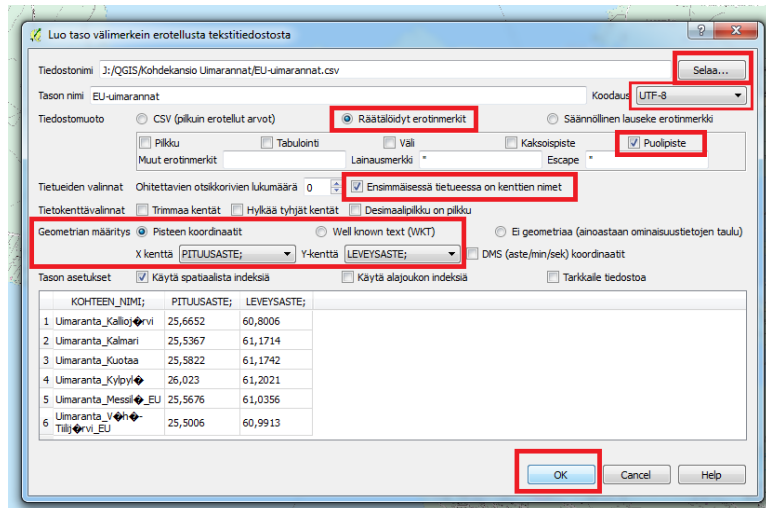 Luo taso välimerkein erotellusta tekstitiedostosta
Tiedostonimi J:/QGIS/Kohdekansio Uimarannat/EU-uimarannat.csv Selaa...
Tason nimi EU-uimarannat Koodaus UTF-8
Tiedostomuoto CSV (pilkuin erotellut arvot) Räätälöidyt erotinmerkit Säännöllinen lauseke erotinmerkki
Pilkku Tabulointi Väli Kaksoispiste Puolipiste
Muut erotinmerkit Lainausmerkki " Escape "
Tietueiden valinnat Ohitettavien otsikkorivien lukumäärä 0 Ensimmäisessä tietueessa on kenttien nimet
Tietokenttävalinnat Trimmaa kentät Hylkää tyhjät kentät Desimaalipilkku on pilkku
Geometrian määritys Pisteen koordinaatit Well known text (WKT) Ei geometriaa (ainoastaan ominaisuustietojen taulu)
X kenttä PITUUSASTE; Y-kenttä LEVEYSASTE; DMS (aste/min/sek) koordinaatit
Tason asetukset Käytä spatiaalista indeksiä Käytä alajoukon indeksiä Tarkkaile tiedostoa
KOHTEEN_NIMI; PITUUSASTE; LEVEYSASTE;
1 Uimaranta_Kallioj�rvi 25,6652 60,8006
2 Uimaranta_Kalmari 25,5367 61,1714
3 Uimaranta_Kuotaa 25,5822 61,1742
4 Uimaranta_Kylpyl� 26,023 61,2021
5 Uimaranta_Messil�_EU 25,5676 61,0356
6 Uimaranta_V�h�-
Tiilij�rvi_EU 25,5006 60,9913
OK Cancel Help